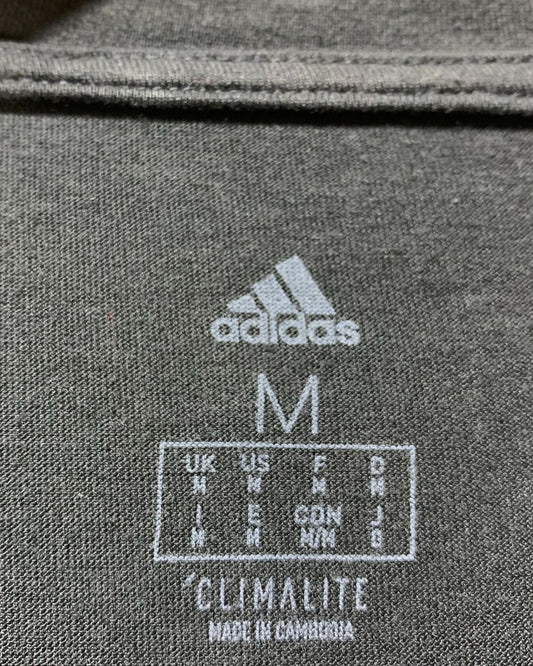 adidas
M
UK US F D
M M M M
I E CDN J
M M M/M O
CLIMALITE
MADE IN CAMBODIA